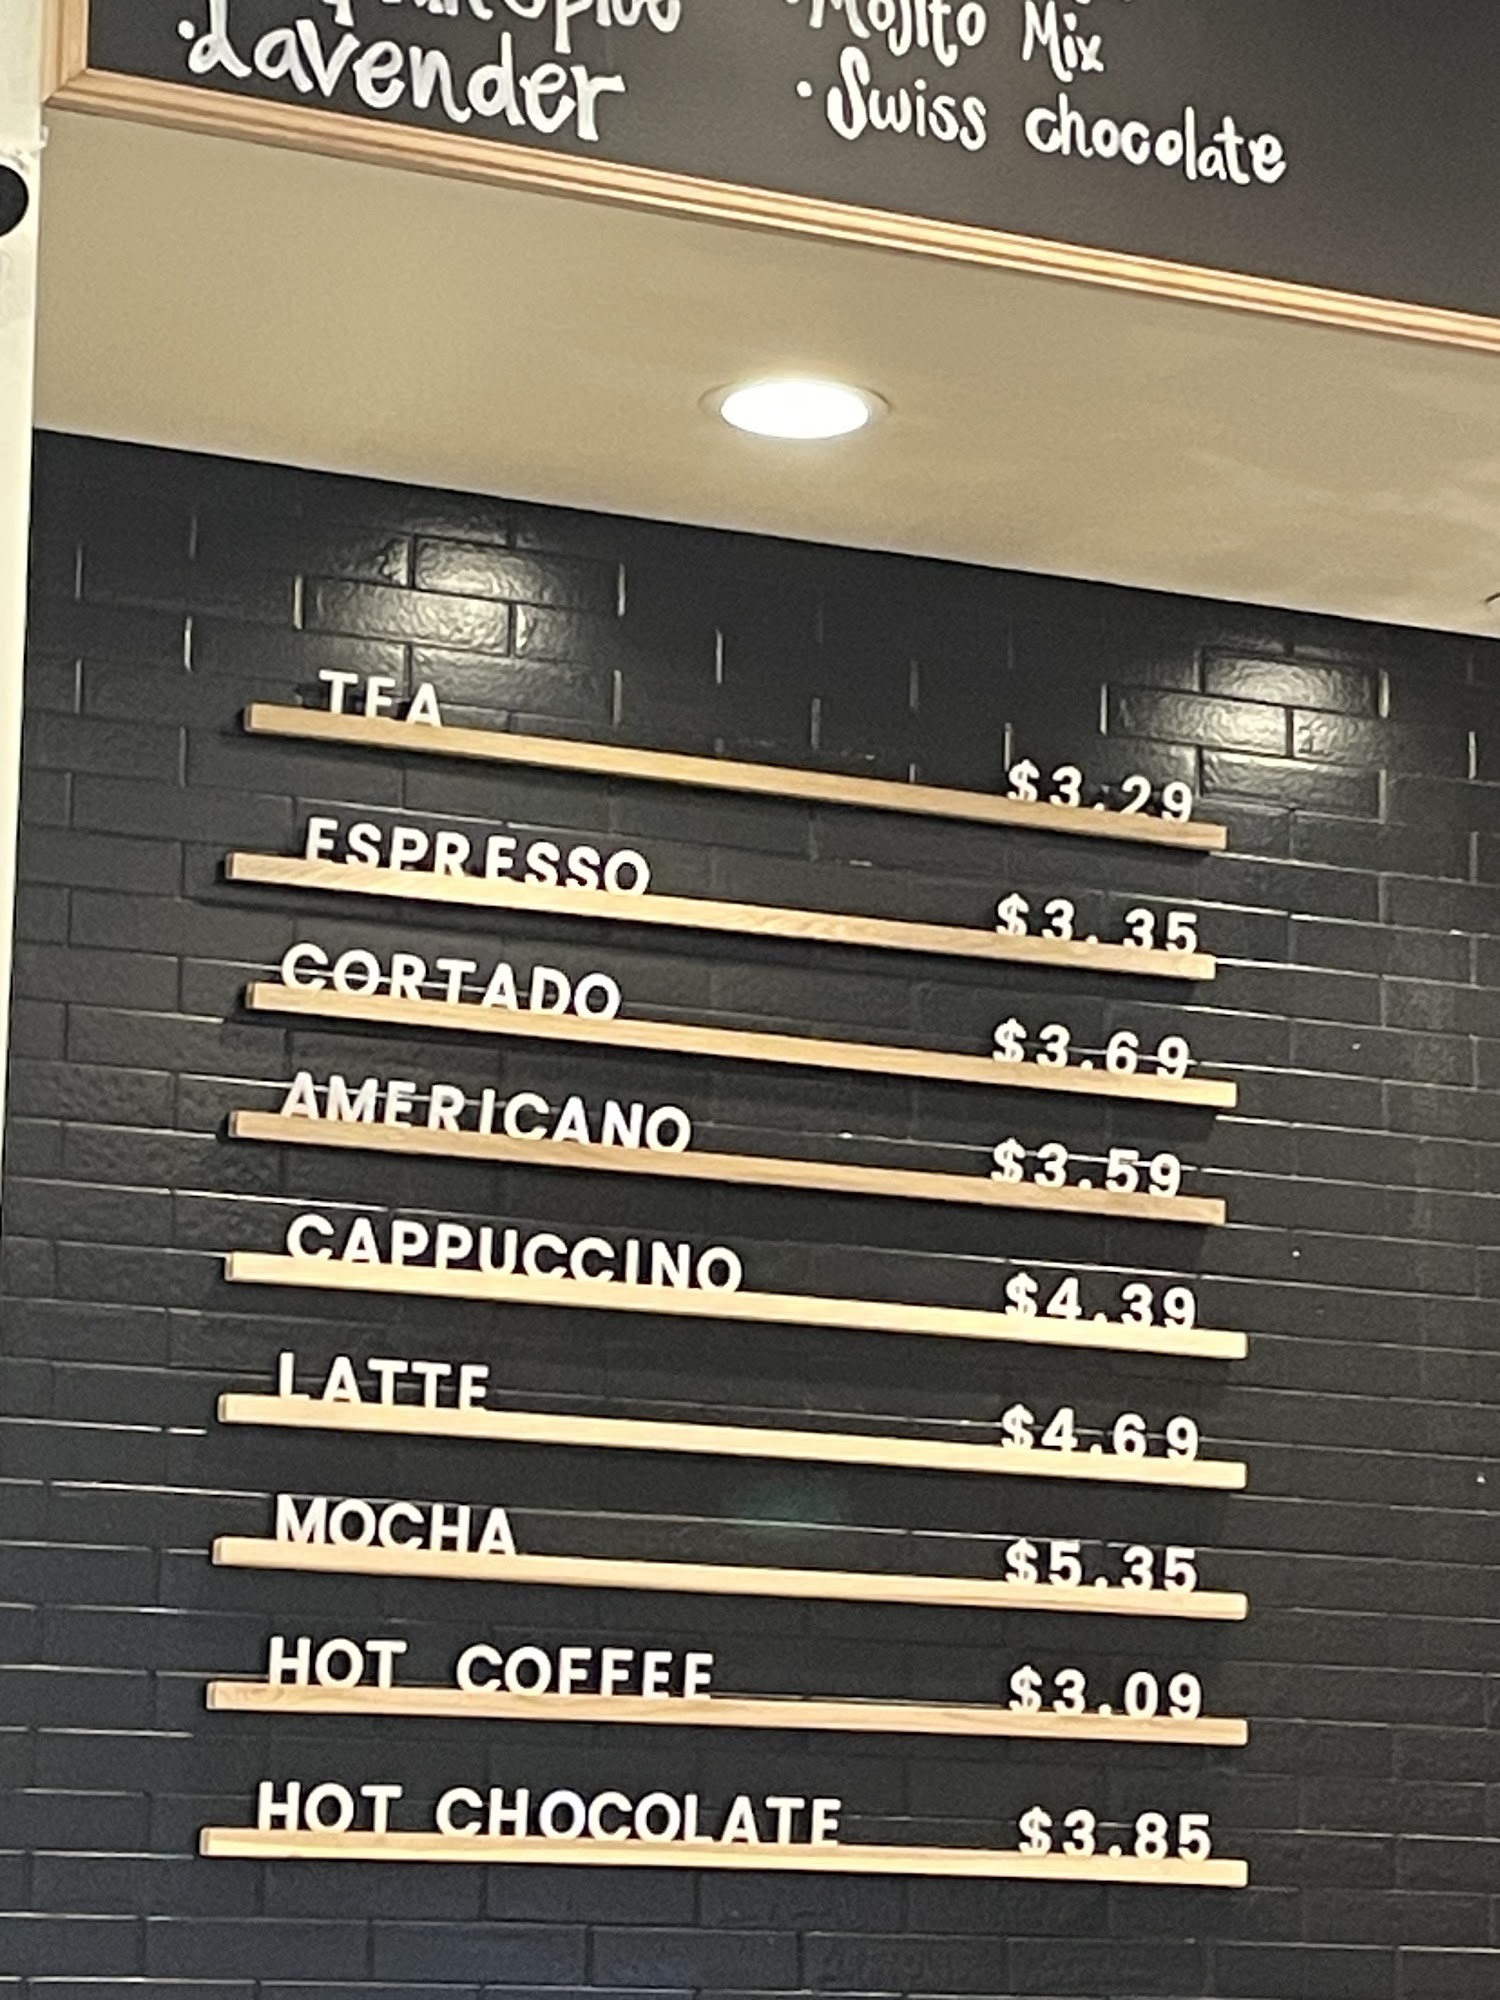 ·Lavender
·Mojito Mix
·Swiss chocolate
TEA $3.29
ESPRESSO $3.35
CORTADO $3.69
AMERICANO $3.59
CAPPUCCINO $4.39
LATTE $4.69
MOCHA $5.35
HOT COFFEE $3.09
HOT CHOCOLATE $3.85